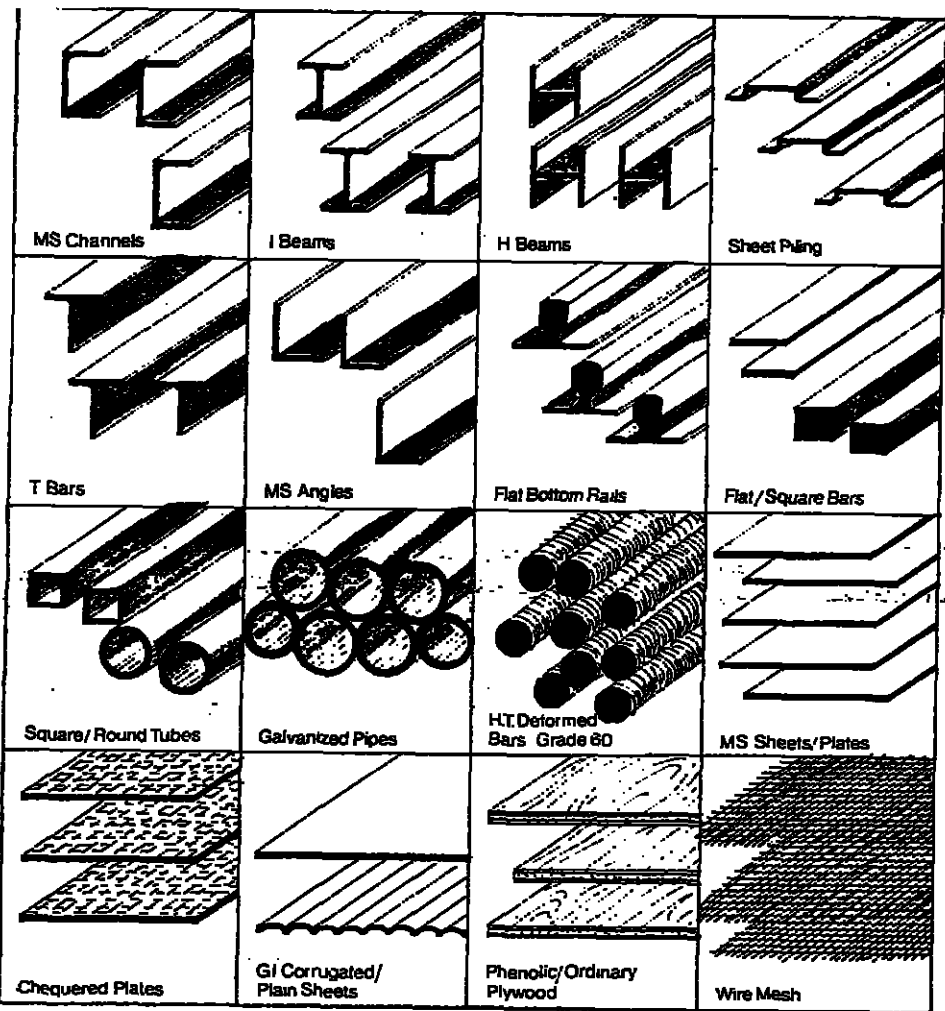 MS Channels
I Beams
H Beams
Sheet Piling
T Bars
MS Angles
Flat Bottom Rails
Flat/Square Bars
Square/Round Tubes
Galvanized Pipes
H.T. Deformed
Bars Grade 60
MS Sheets/Plates
Chequered Plates
GI Corrugated/
Plain Sheets
Phenolic/Ordinary
Plywood
Wire Mesh